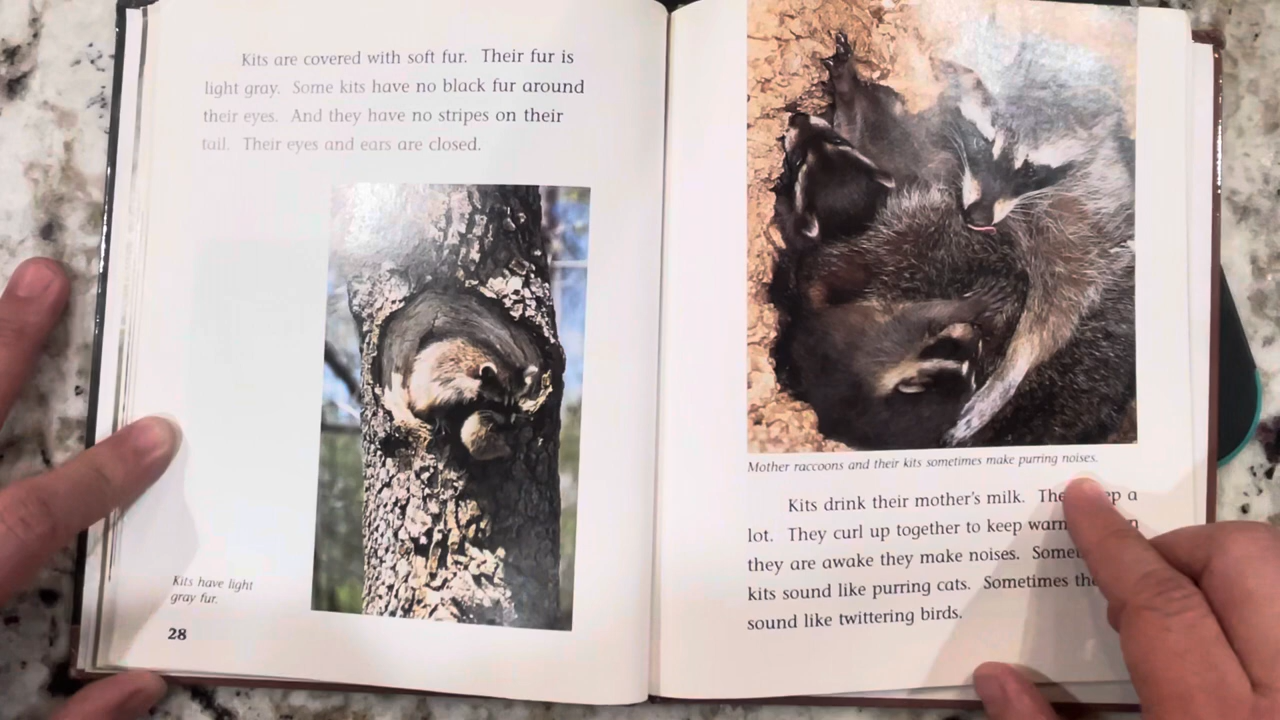 Kits are covered with soft fur. Their fur is
light gray. Some kits have no black fur around
their eyes. And they have no stripes on their
tail. Their eyes and ears are closed.
Kits have light
gray fur.
28
Mother raccoons and their kits sometimes make purring noises.
Kits drink their mother's milk. a
lot. They curl up together to keep
they are awake they make noises.
kits sound like purring cats. Sometimes
sound like twittering birds.